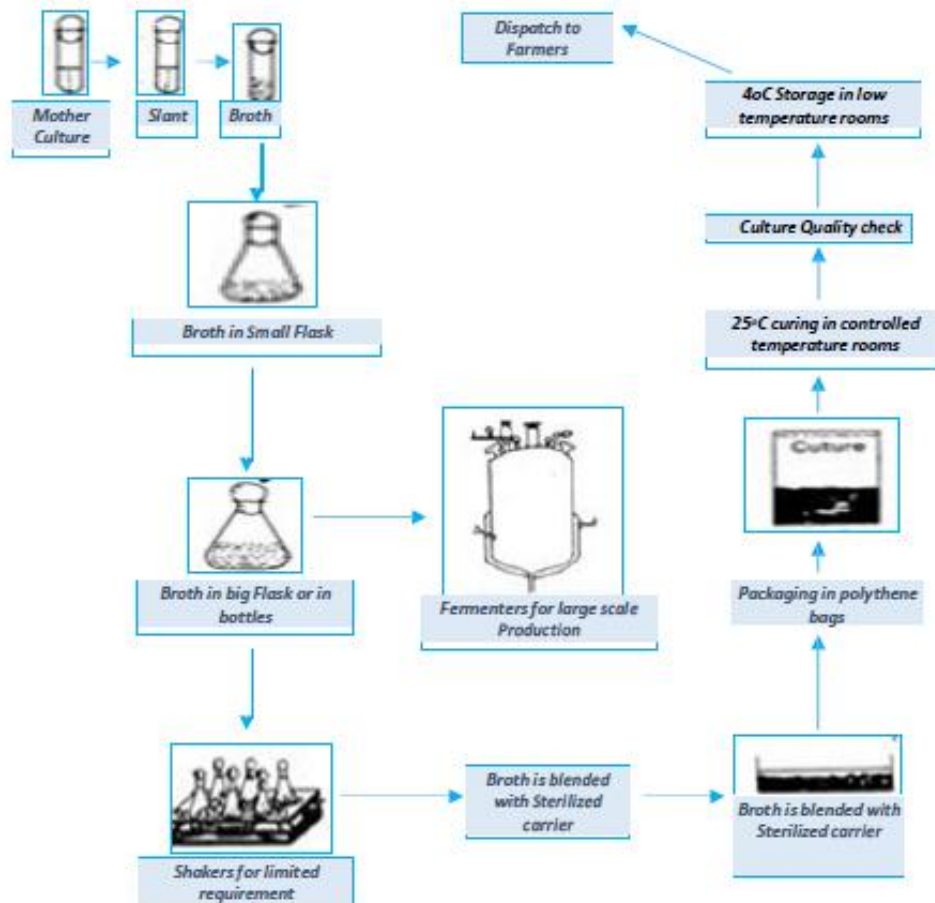 Mother
Culture
Slant
Broth
Broth in Small Flask
Broth in big Flask or in
bottles
Fermenters for large scale
Production
Shakers for limited
requirement
Broth is blended
with Sterilized
carrier
Broth is blended with
Sterilized carrier
Packaging in polythene
bags
Cuture
25oC curing in controlled
temperature rooms
Culture Quality check
4oC Storage in low
temperature rooms
Dispatch to
Farmers